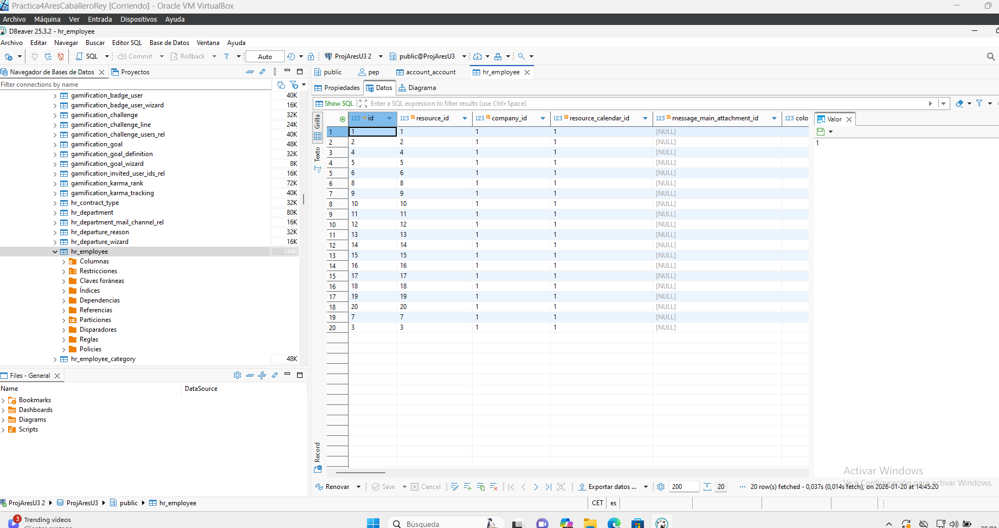 Practica4AresCaballeroRey [Corriendo] - Oracle VM VirtualBox
Archivo Máquina Ver Entrada Dispositivos Ayuda
DBeaver 25.3.2 - hr_employee
Archivo Editar Navegar Buscar Editor SQL Base de Datos Ventana Ayuda
SQL Commit Rollback T Auto ProjAresU3 2 public@ProjAresU3
Navegador de Bases de Datos Proyectos
Filter connections by name
gamification_badge_user 40K
gamification_badge_user_wizard 16K
gamification_challenge 32K
gamification_challenge_line 24K
gamification_challenge_users_rel 40K
gamification_goal 48K
gamification_goal_definition 32K
gamification_goal_wizard 8K
gamification_invited_user_ids_rel 16K
gamification_karma_rank 72K
gamification_karma_tracking 40K
hr_contract_type 32K
hr_department 80K
hr_department_mail_channel_rel 16K
hr_departure_reason 32K
hr_departure_wizard 16K
hr_employee 144K
Columnas
Restricciones
Claves foráneas
Índices
Dependencias
Referencias
Particiones
Disparadores
Reglas
Policies
hr_employee_category 48K
Files - General
Name DataSource
Bookmarks
Dashboards
Diagrams
Scripts
public pep account_account hr_employee
Propiedades Datos Diagrama
Show SQL Enter a SQL expression to filter results (use Ctrl+Space)
Grilla
Texto
Record
123 id 123 resource_id 123 company_id 123 resource_calendar_id 123 message_main_attachment_id 123 colo
1 1 1 1 1 [NULL]
2 2 2 1 1 [NULL]
3 4 4 1 1 [NULL]
4 5 5 1 1 [NULL]
5 6 6 1 1 [NULL]
6 8 8 1 1 [NULL]
7 9 9 1 1 [NULL]
8 10 10 1 1 [NULL]
9 11 11 1 1 [NULL]
10 12 12 1 1 [NULL]
11 13 13 1 1 [NULL]
12 14 14 1 1 [NULL]
13 15 15 1 1 [NULL]
14 16 16 1 1 [NULL]
15 17 17 1 1 [NULL]
16 18 18 1 1 [NULL]
17 19 19 1 1 [NULL]
18 20 20 1 1 [NULL]
19 7 7 1 1 [NULL]
20 3 3 1 1 [NULL]
Valor
1
Activar Windows
Ve a Configuración para activar Windows.
Renovar Save Cancel Exportar datos ... 200 20 ... 20 row(s) fetched - 0,037s (0,014s fetch), on 2026-01-20 at 14:45:20
ProjAresU3 2 ProjAresU3 public hr_employee CET es
3 Trending videos
Búsqueda